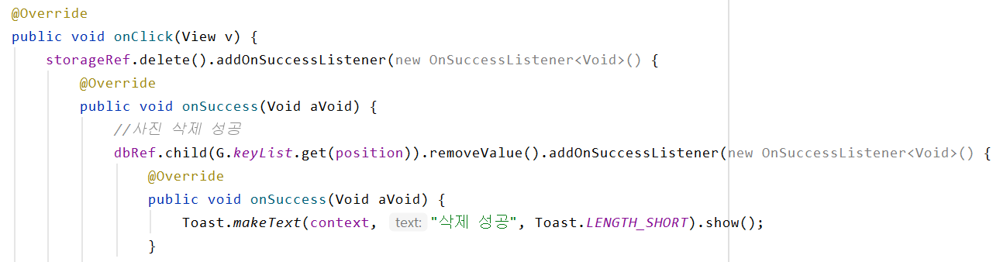 @Override
public void onClick(View v) {
storageRef.delete().addOnSuccessListener(new OnSuccessListener<Void>() {
@Override
public void onSuccess(Void aVoid) {
//사진 삭제 성공
dbRef.child(G.keyList.get(position)).removeValue().addOnSuccessListener(new OnSuccessListener<Void>() {
@Override
public void onSuccess(Void aVoid) {
Toast.makeText(context, text: "삭제 성공", Toast.LENGTH_SHORT).show();
}